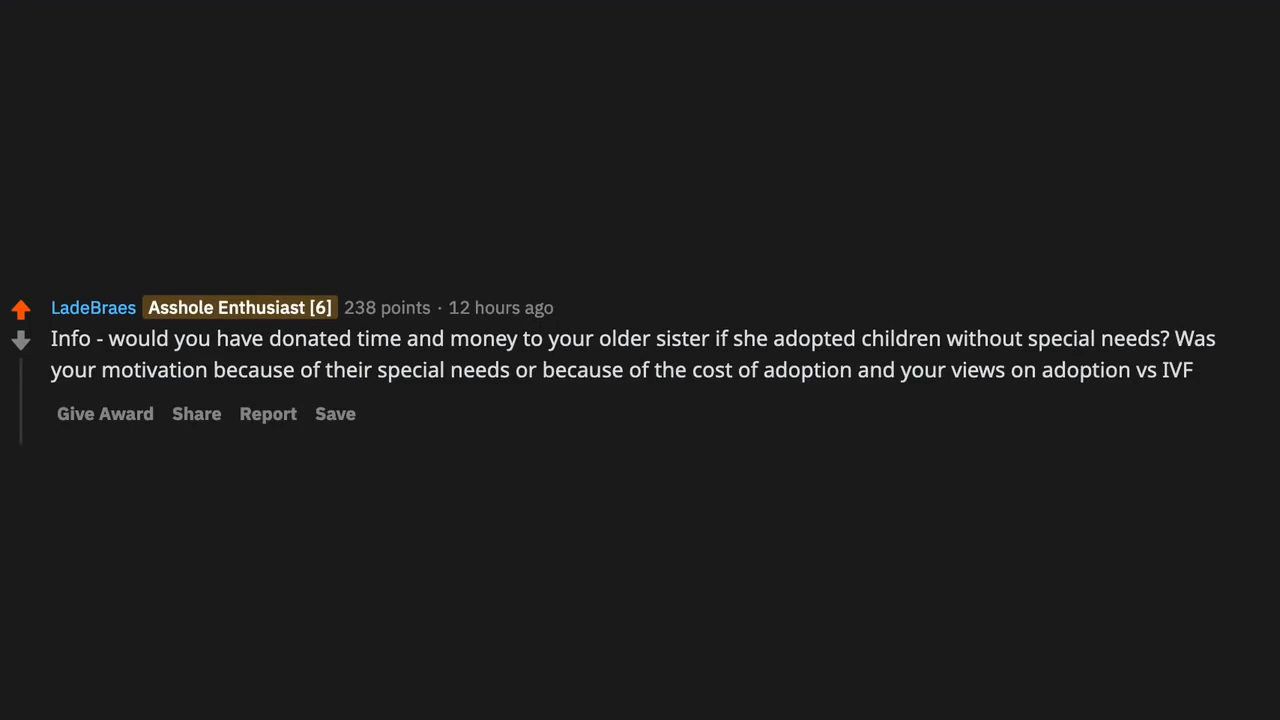 LadeBraes Asshole Enthusiast [6] 238 points · 12 hours ago
Info - would you have donated time and money to your older sister if she adopted children without special needs? Was
your motivation because of their special needs or because of the cost of adoption and your views on adoption vs IVF
Give Award Share Report Save